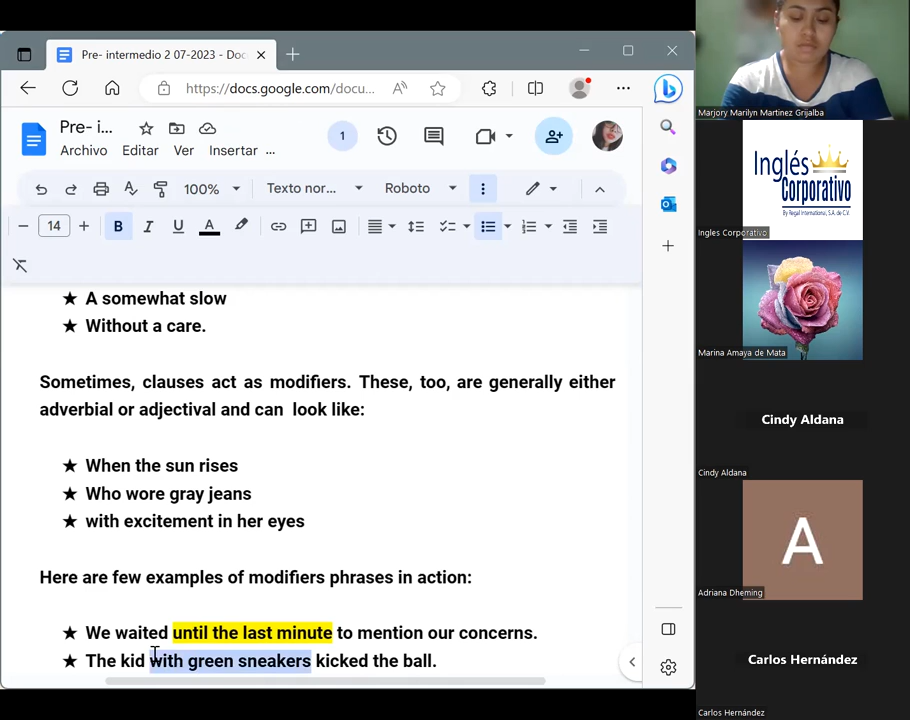 Pre- intermedio 2 07-2023 - Doc
https://docs.google.com/docu...
Pre- i...
1
Archivo Editar Ver Insertar ...
100% Texto nor... Roboto
14 B I U A
★ A somewhat slow
★ Without a care.
Sometimes, clauses act as modifiers. These, too, are generally either
adverbial or adjectival and can look like:
★ When the sun rises
★ Who wore gray jeans
★ with excitement in her eyes
Here are few examples of modifiers phrases in action:
★ We waited until the last minute to mention our concerns.
★ The kid with green sneakers kicked the ball.
Marjory Marilyn Martinez Grijalba
Inglés
Corporativo
By Regal International, S.A. de C.V.
Ingles Corporativo
Marina Amaya de Mata
Cindy Aldana
Cindy Aldana
A
Adriana Dheming
Carlos Hernández
Carlos Hernández